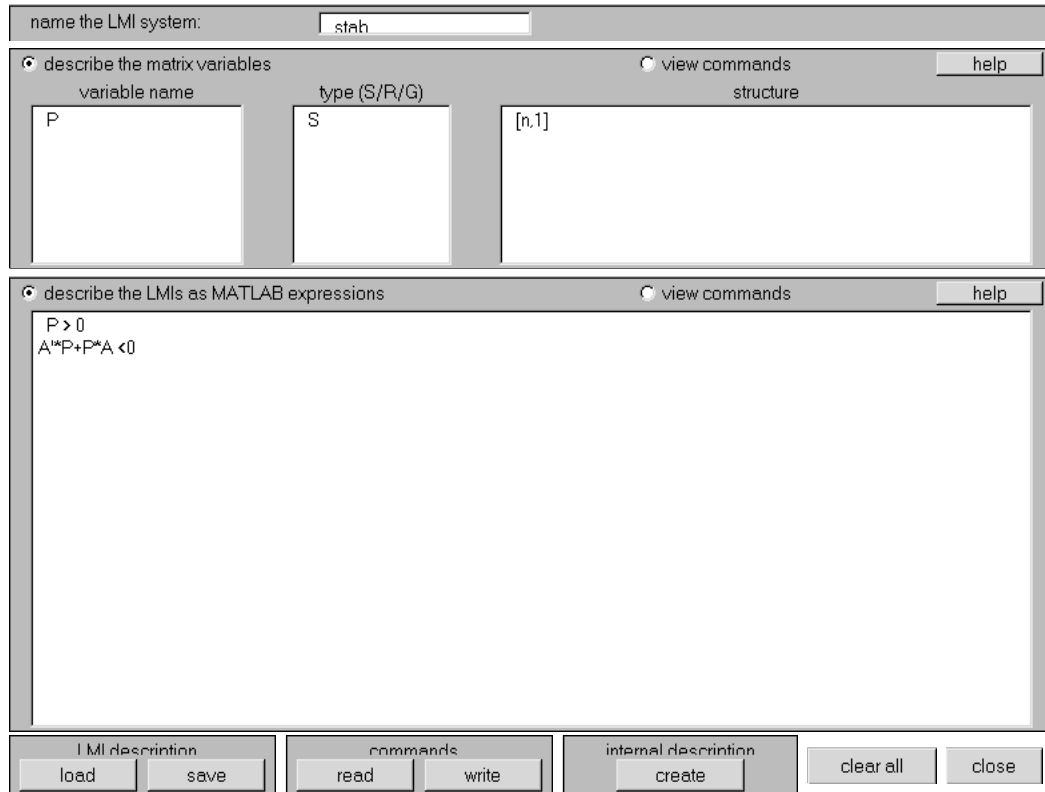 name the LMI system: stab
describe the matrix variables view commands help
variable name type (S/R/G) structure
P S [n,1]
describe the LMIs as MATLAB expressions view commands help
P > 0
A'*P+P*A <0
LMI description commands internal description
load save read write create clear all close